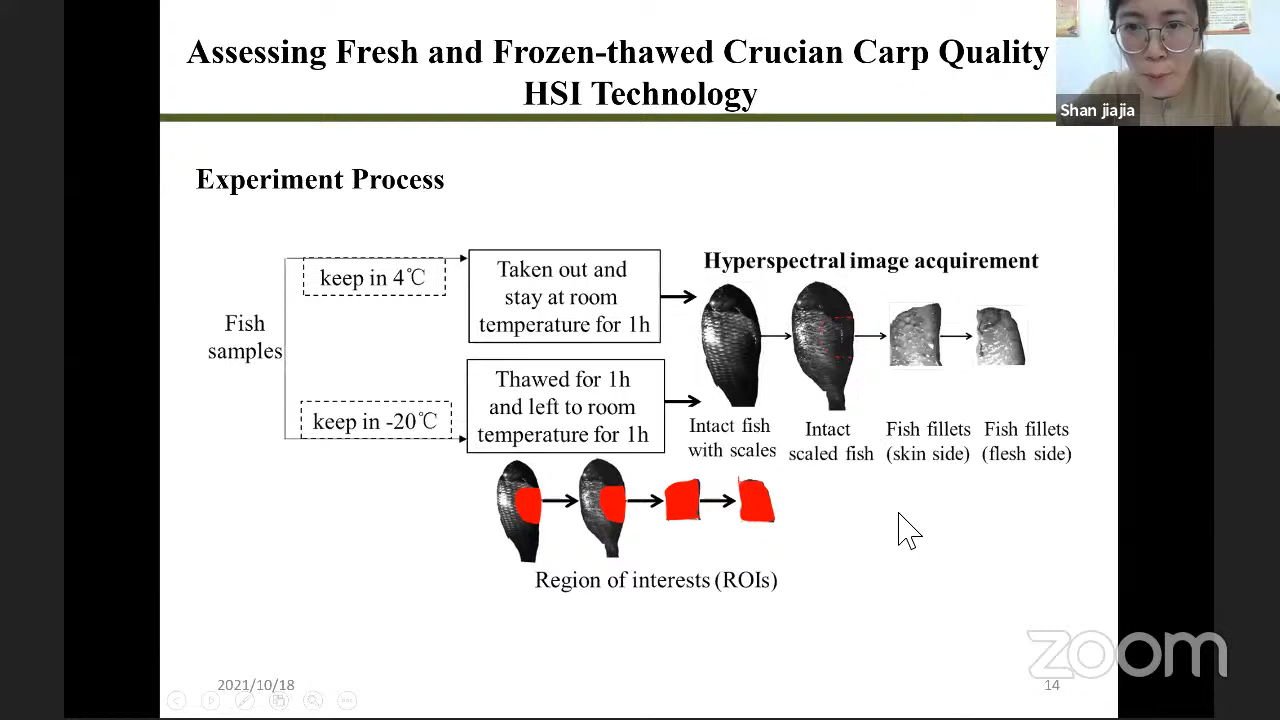 Assessing Fresh and Frozen-thawed Crucian Carp Quality
HSI Technology
Shan jiajia
Experiment Process
Fish
samples
keep in 4℃
keep in -20℃
Taken out and
stay at room
temperature for 1h
Thawed for 1h
and left to room
temperature for 1h
Hyperspectral image acquirement
Intact fish
with scales
Intact
scaled fish
Fish fillets
(skin side)
Fish fillets
(flesh side)
Region of interests (ROIs)
zoom
2021/10/18
14